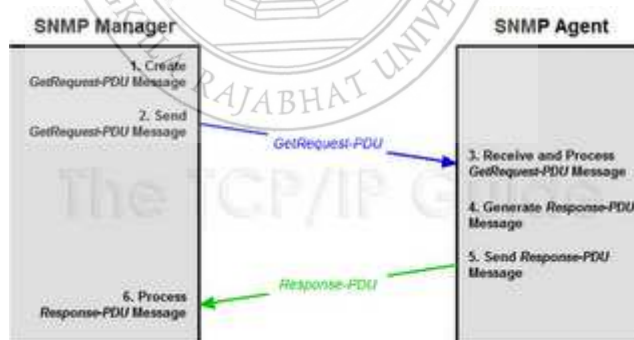 SNMP Manager
SNMP Agent
1. Create
GetRequest-PDU Message
2. Send
GetRequest-PDU Message
GetRequest-PDU
3. Receive and Process
GetRequest-PDU Message
4. Generate Response-PDU
Message
5. Send Response-PDU
Message
Response-PDU
6. Process
Response-PDU Message
The TCP/IP Guide
RAJABHAT UNIVE